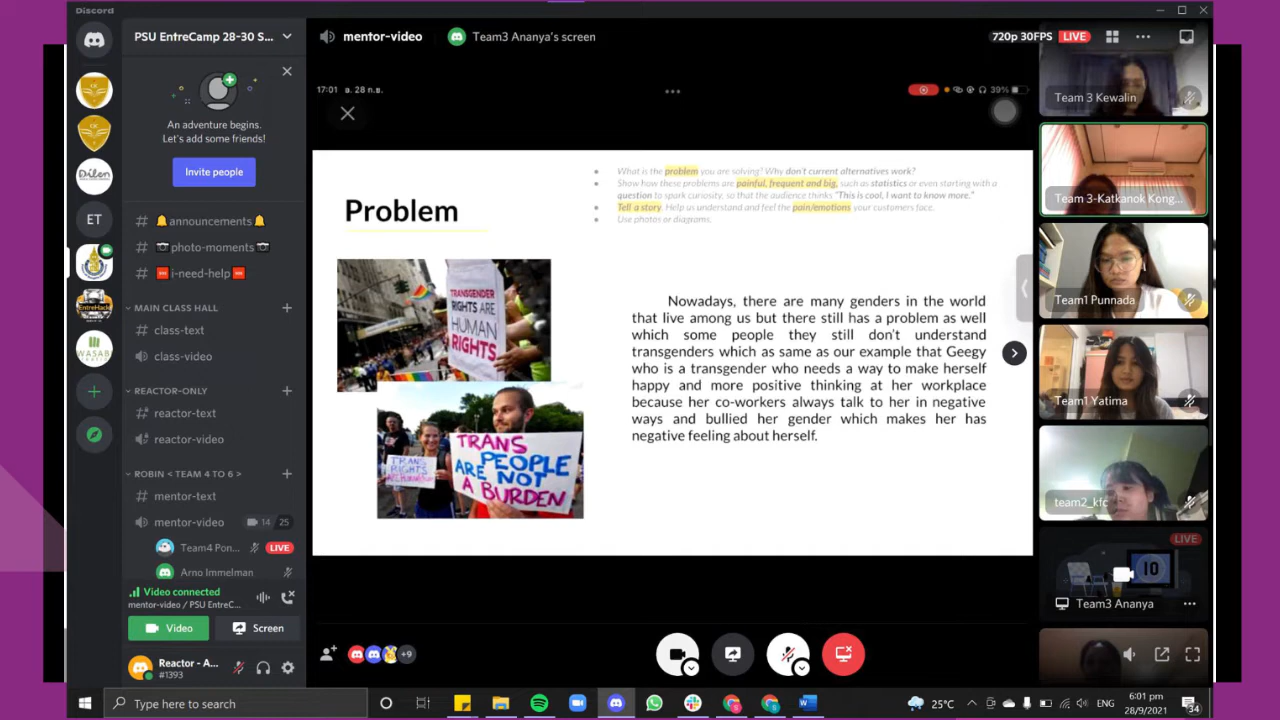 Discord
PSU EntreCamp 28-30 S...
mentor-video
Team3 Ananya's screen
720p 30FPS
LIVE
An adventure begins.
Let's add some friends!
Invite people
ET
# 🔔announcements🔔
# 📷photo-moments📷
# 🆘i-need-help🆘
MAIN CLASS HALL
# class-text
class-video
REACTOR-ONLY
# reactor-text
reactor-video
ROBIN < TEAM 4 TO 6 >
# mentor-text
mentor-video 14 25
Team4 Pon... LIVE
Arno Immelman
Video connected
mentor-video / PSU EntreC...
Video
Screen
Reactor - A...
#1393
17:01 อ. 28 ก.ย.
39%
Problem
What is the problem you are solving? Why don't current alternatives work?
Show how these problems are painful, frequent and big, such as statistics or even starting with a
question to spark curiosity, so that the audience thinks "This is cool, I want to know more."
Tell a story. Help us understand and feel the pain/emotions your customers face.
Use photos or diagrams.
TRANSGENDER
RIGHTS ARE
HUMAN
RIGHTS
TRANS
PEOPLE
ARE NOT
A BURDEN
TRANS
RIGHTS
Nowadays, there are many genders in the world
that live among us but there still has a problem as well
which some people they still don't understand
transgenders which as same as our example that Geegy
who is a transgender who needs a way to make herself
happy and more positive thinking at her workplace
because her co-workers always talk to her in negative
ways and bullied her gender which makes her has
negative feeling about herself.
+9
Team 3 Kewalin
Team 3-Katkanok Kong...
Team1 Punnada
Team1 Yatima
team2_kfc
LIVE
Team3 Ananya
Type here to search
25°C
ENG
6:01 pm
28/9/2021
34